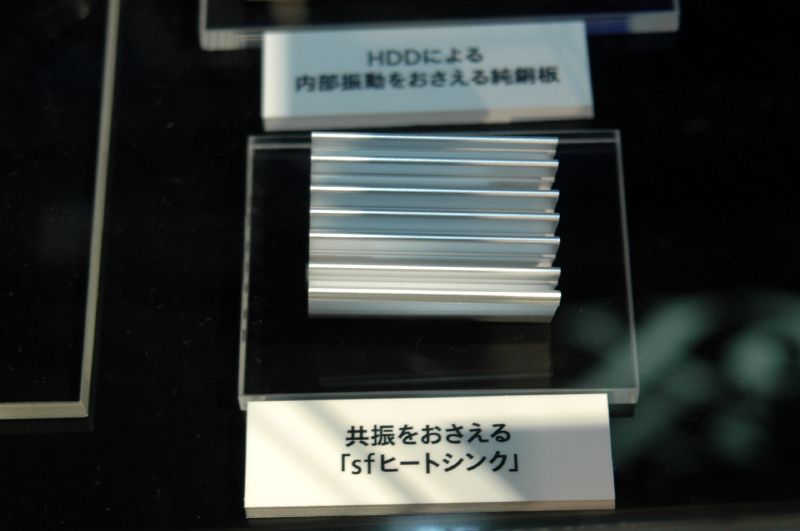 HDDによる
内部振動をおさえる純銅板
共振をおさえる
「sfヒートシンク」